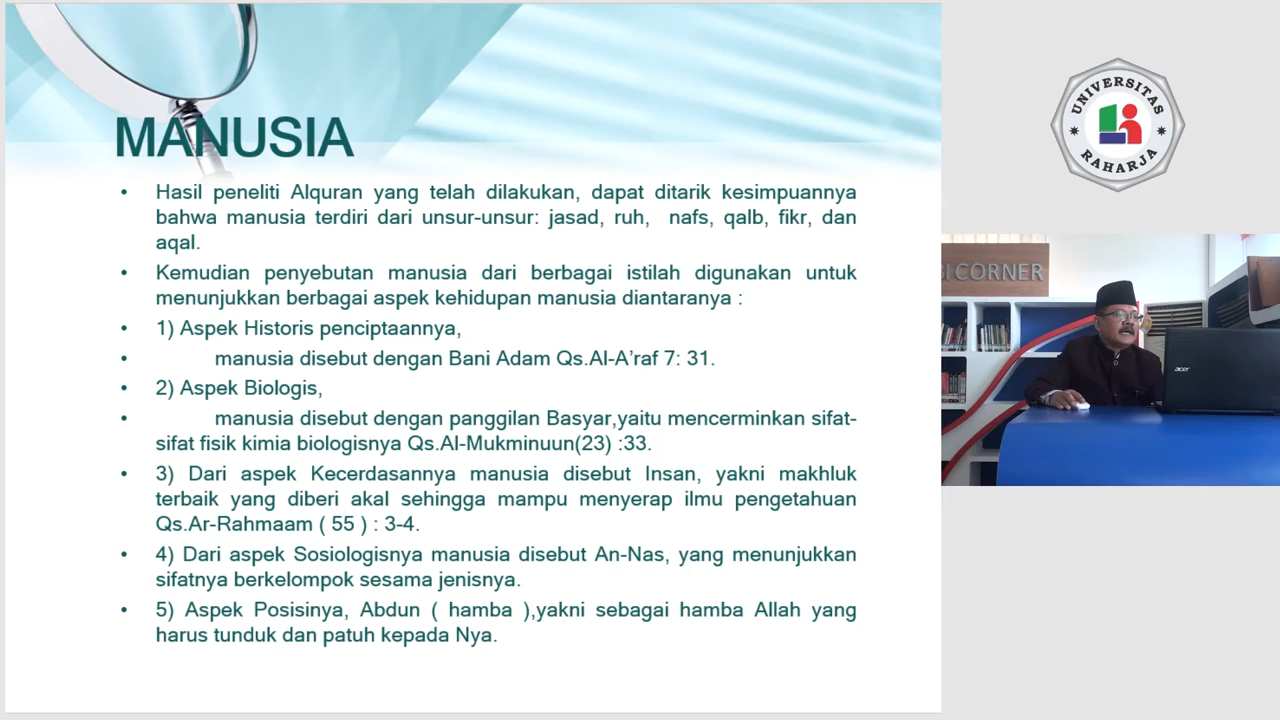 MANUSIA
• Hasil peneliti Alquran yang telah dilakukan, dapat ditarik kesimpuannya
bahwa manusia terdiri dari unsur-unsur: jasad, ruh, nafs, qalb, fikr, dan
aqal.
• Kemudian penyebutan manusia dari berbagai istilah digunakan untuk
menunjukkan berbagai aspek kehidupan manusia diantaranya :
• 1) Aspek Historis penciptaannya,
• manusia disebut dengan Bani Adam Qs.Al-A’raf 7: 31.
• 2) Aspek Biologis,
• manusia disebut dengan panggilan Basyar,yaitu mencerminkan sifat-
sifat fisik kimia biologisnya Qs.Al-Mukminuun(23) :33.
• 3) Dari aspek Kecerdasannya manusia disebut Insan, yakni makhluk
terbaik yang diberi akal sehingga mampu menyerap ilmu pengetahuan
Qs.Ar-Rahmaam ( 55 ) : 3-4.
• 4) Dari aspek Sosiologisnya manusia disebut An-Nas, yang menunjukkan
sifatnya berkelompok sesama jenisnya.
• 5) Aspek Posisinya, Abdun ( hamba ),yakni sebagai hamba Allah yang
harus tunduk dan patuh kepada Nya.
UNIVERSITAS
RAHARJA
BI CORNER
acer